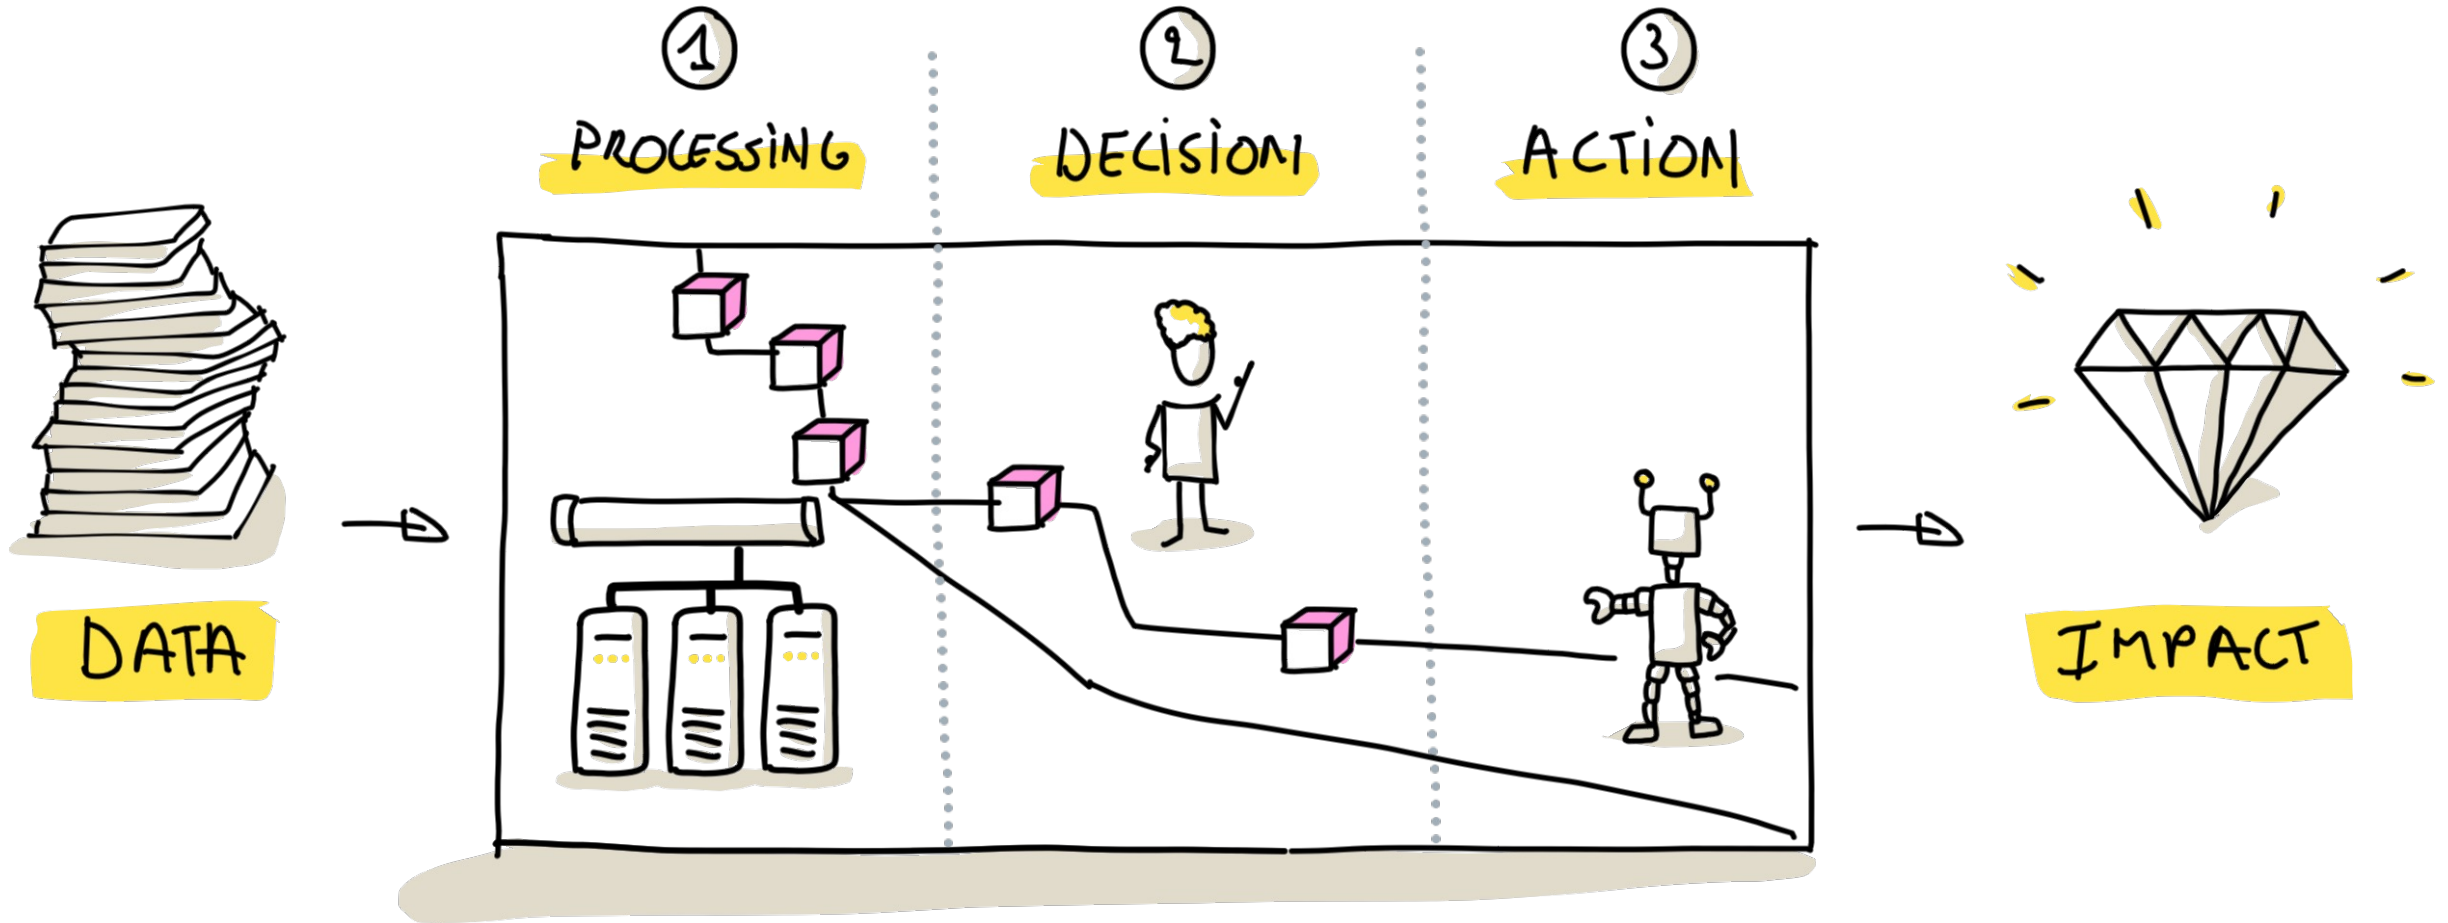 1
PROCESSING
2
DECISION
3
ACTION
DATA
IMPACT